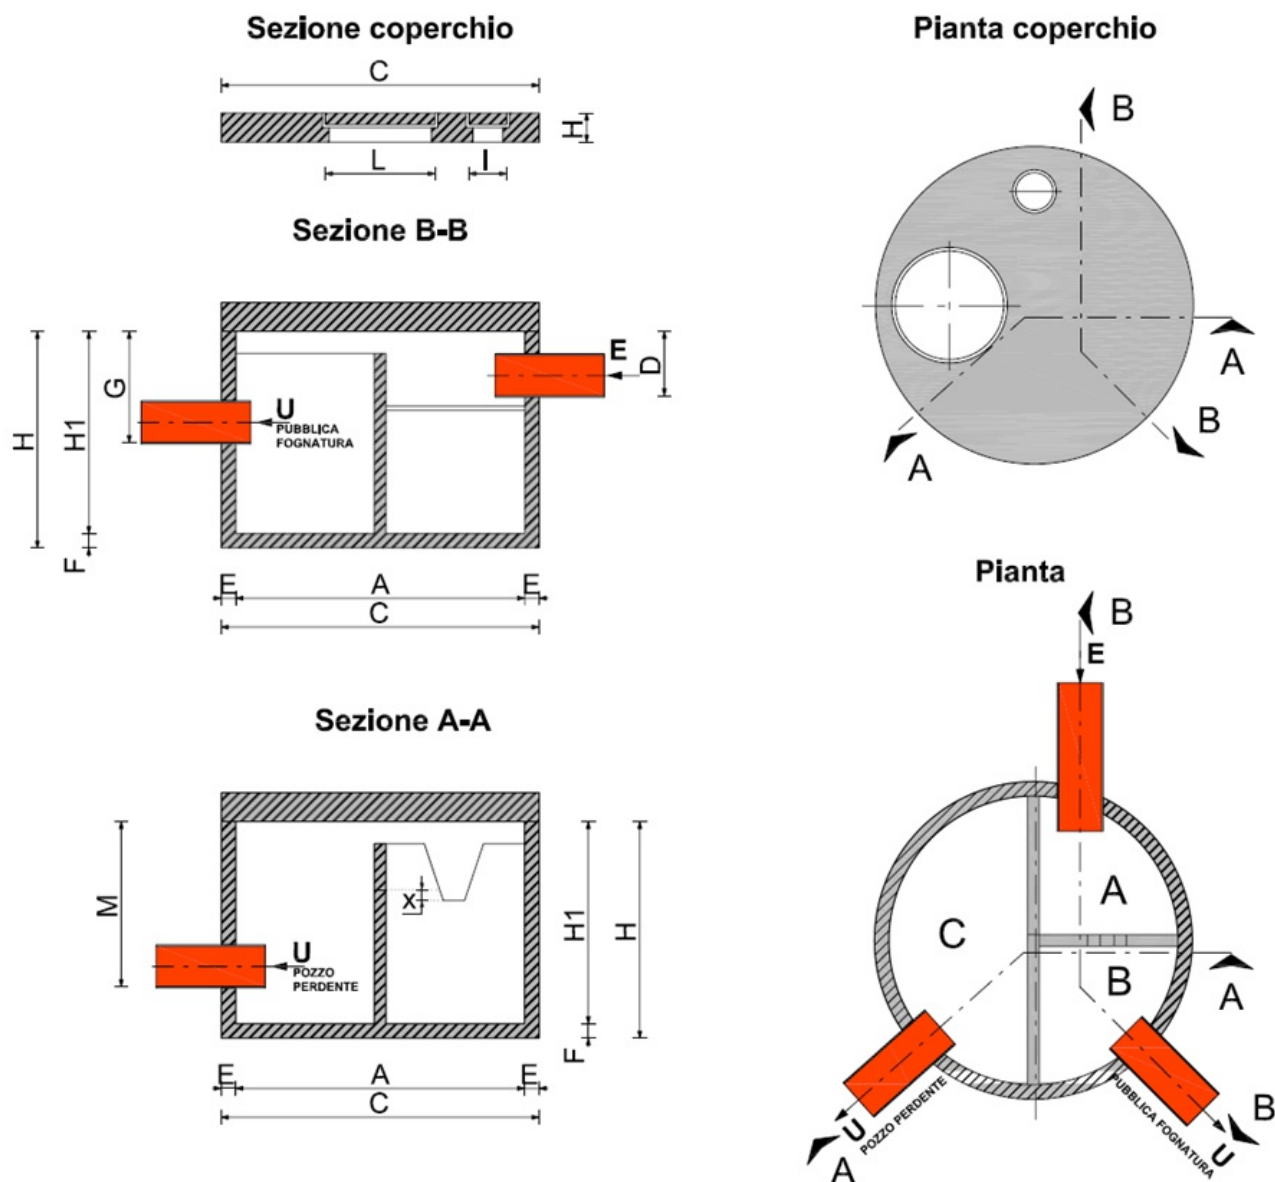 Sezione coperchio
C
H
L
I
Sezione B-B
E
D
G
U
PUBBLICA
FOGNATURA
H
H1
F
E
A
E
C
Sezione A-A
M
X
U
POZZO
PERDENTE
H1
H
F
E
A
E
C
Pianta coperchio
B
A
B
A
Pianta
B
E
A
C
B
A
U
POZZO PERDENTE
A
PUBBLICA FOGNATURA
B
U